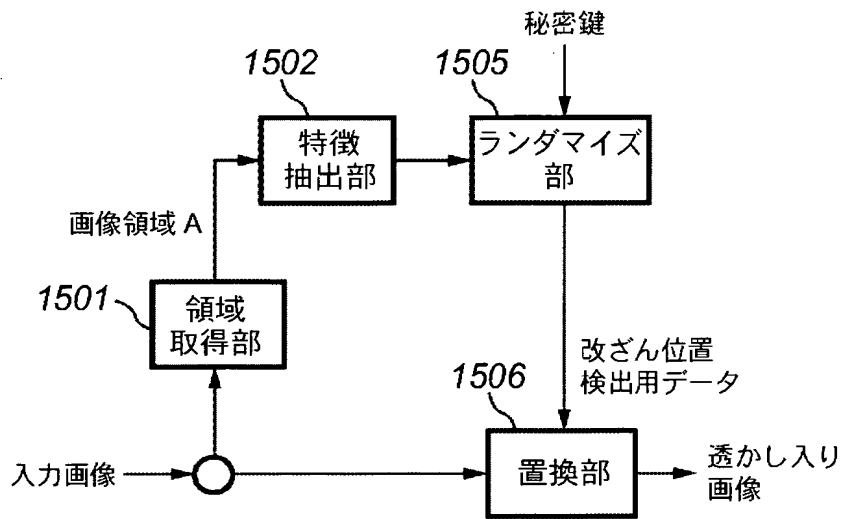 秘密鍵
1502
1505
特徴
抽出部
ランダマイズ
部
画像領域 A
1501
領域
取得部
改ざん位置
検出用データ
1506
入力画像
置換部
透かし入り
画像